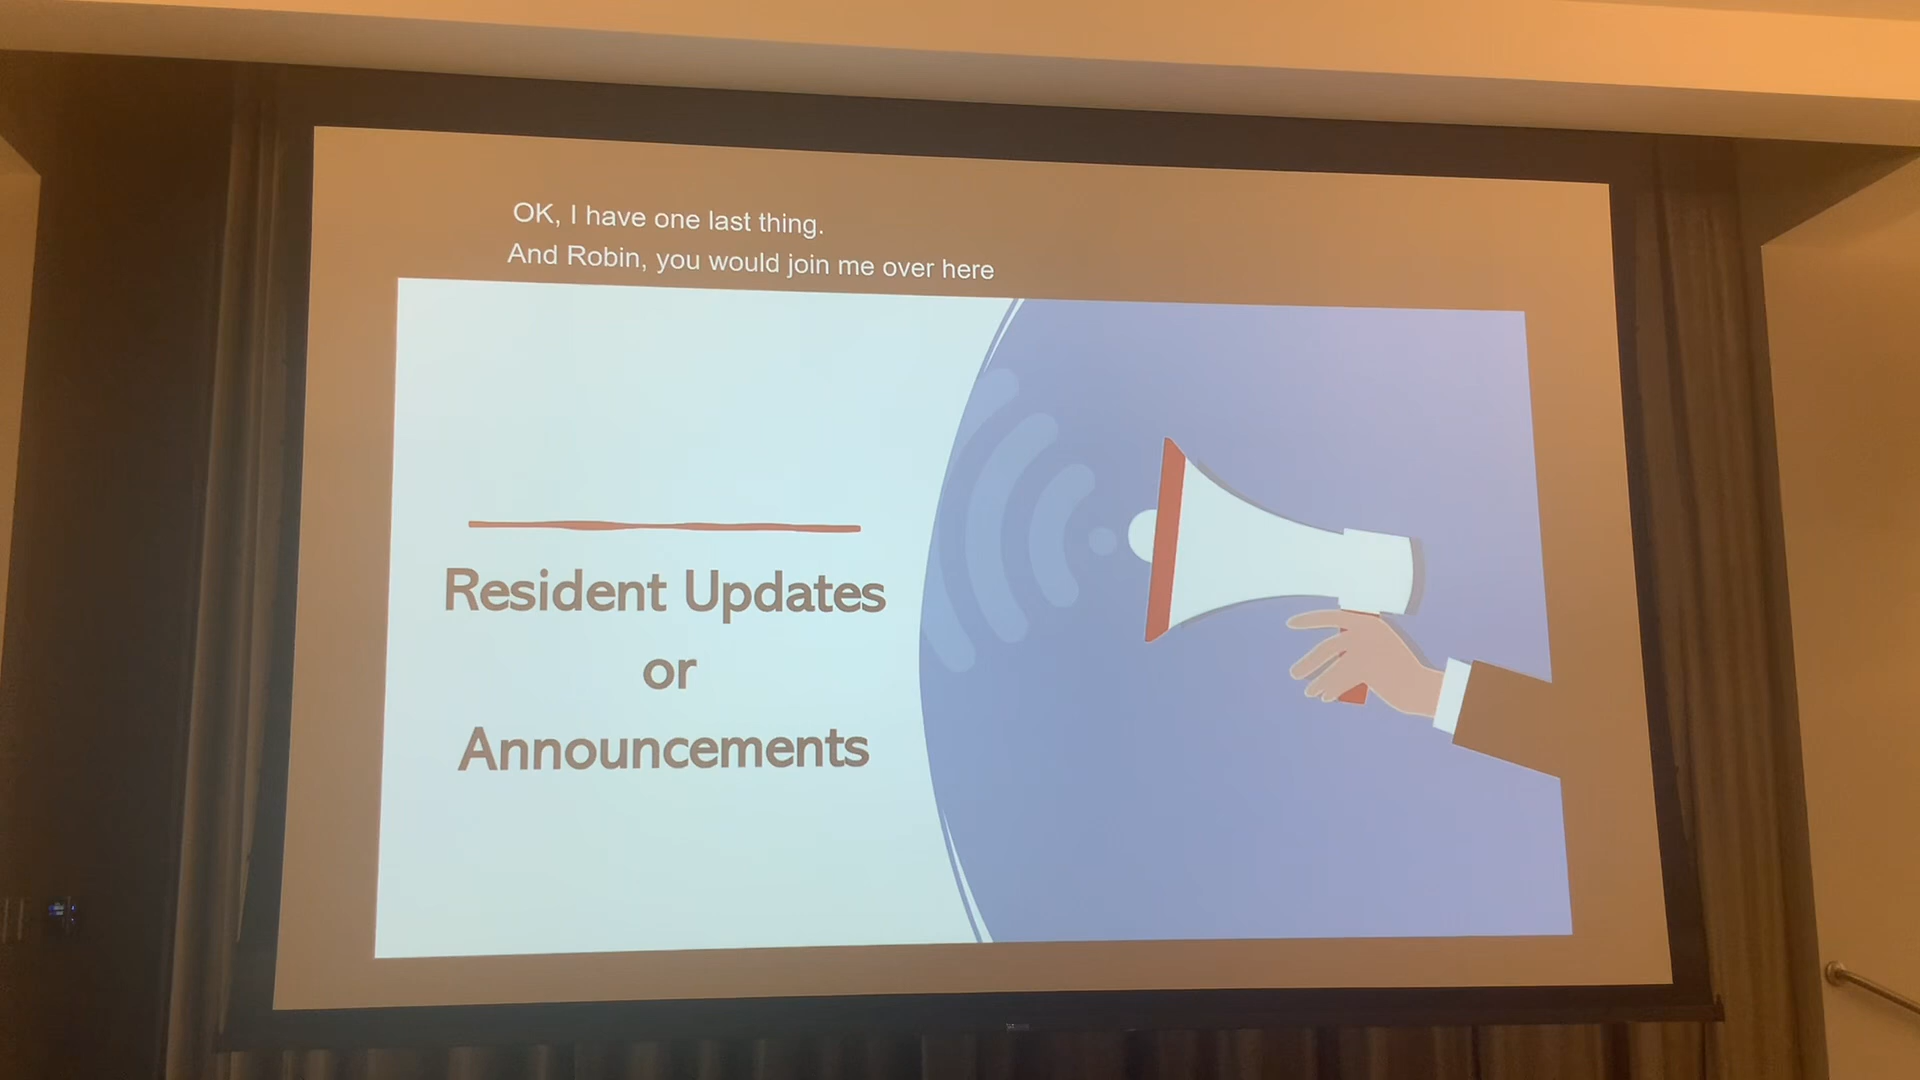 OK, I have one last thing.
And Robin, you would join me over here
Resident Updates
or
Announcements